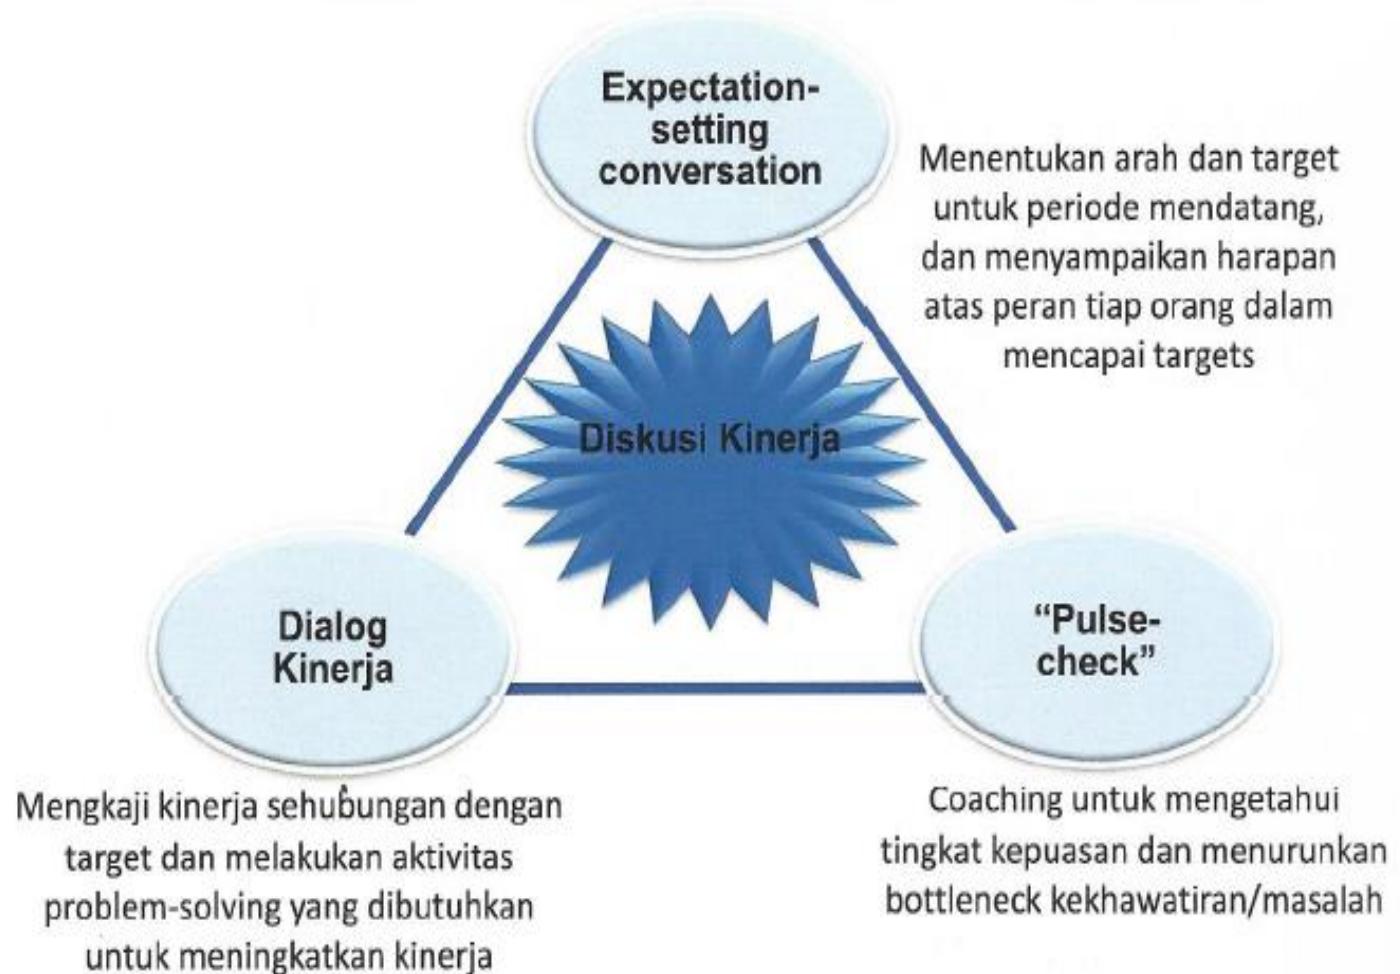 Expectation-
setting
conversation
Menentukan arah dan target
untuk periode mendatang,
dan menyampaikan harapan
atas peran tiap orang dalam
mencapai targets
Diskusi Kinerja
Dialog
Kinerja
"Pulse-
check"
Mengkaji kinerja sehubungan dengan
target dan melakukan aktivitas
problem-solving yang dibutuhkan
untuk meningkatkan kinerja
Coaching untuk mengetahui
tingkat kepuasan dan menurunkan
bottleneck kekhawatiran/masalah